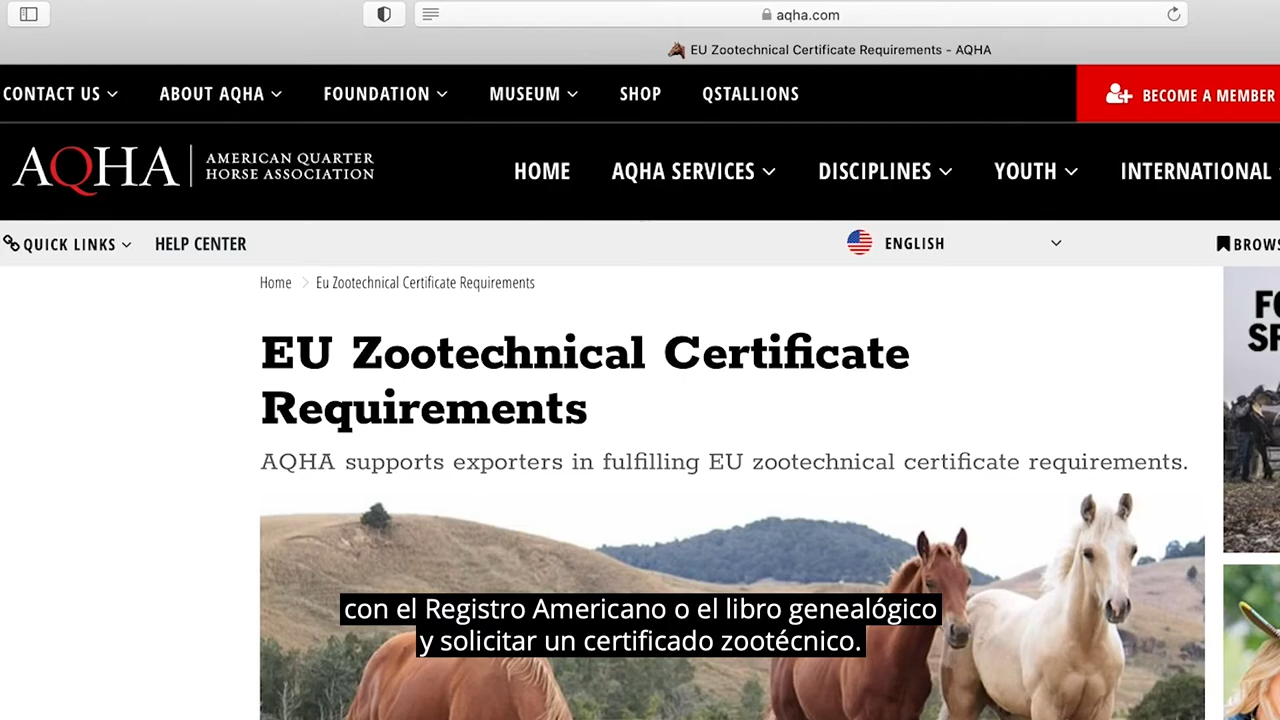 aqha.com
EU Zootechnical Certificate Requirements - AQHA
CONTACT US
ABOUT AQHA
FOUNDATION
MUSEUM
SHOP
QSTALLIONS
BECOME A MEMBER
AQHA
AMERICAN QUARTER
HORSE ASSOCIATION
HOME
AQHA SERVICES
DISCIPLINES
YOUTH
INTERNATIONAL
QUICK LINKS
HELP CENTER
ENGLISH
Home
Eu Zootechnical Certificate Requirements
EU Zootechnical Certificate
Requirements
AQHA supports exporters in fulfilling EU zootechnical certificate requirements.
con el Registro Americano o el libro genealógico
y solicitar un certificado zootécnico.